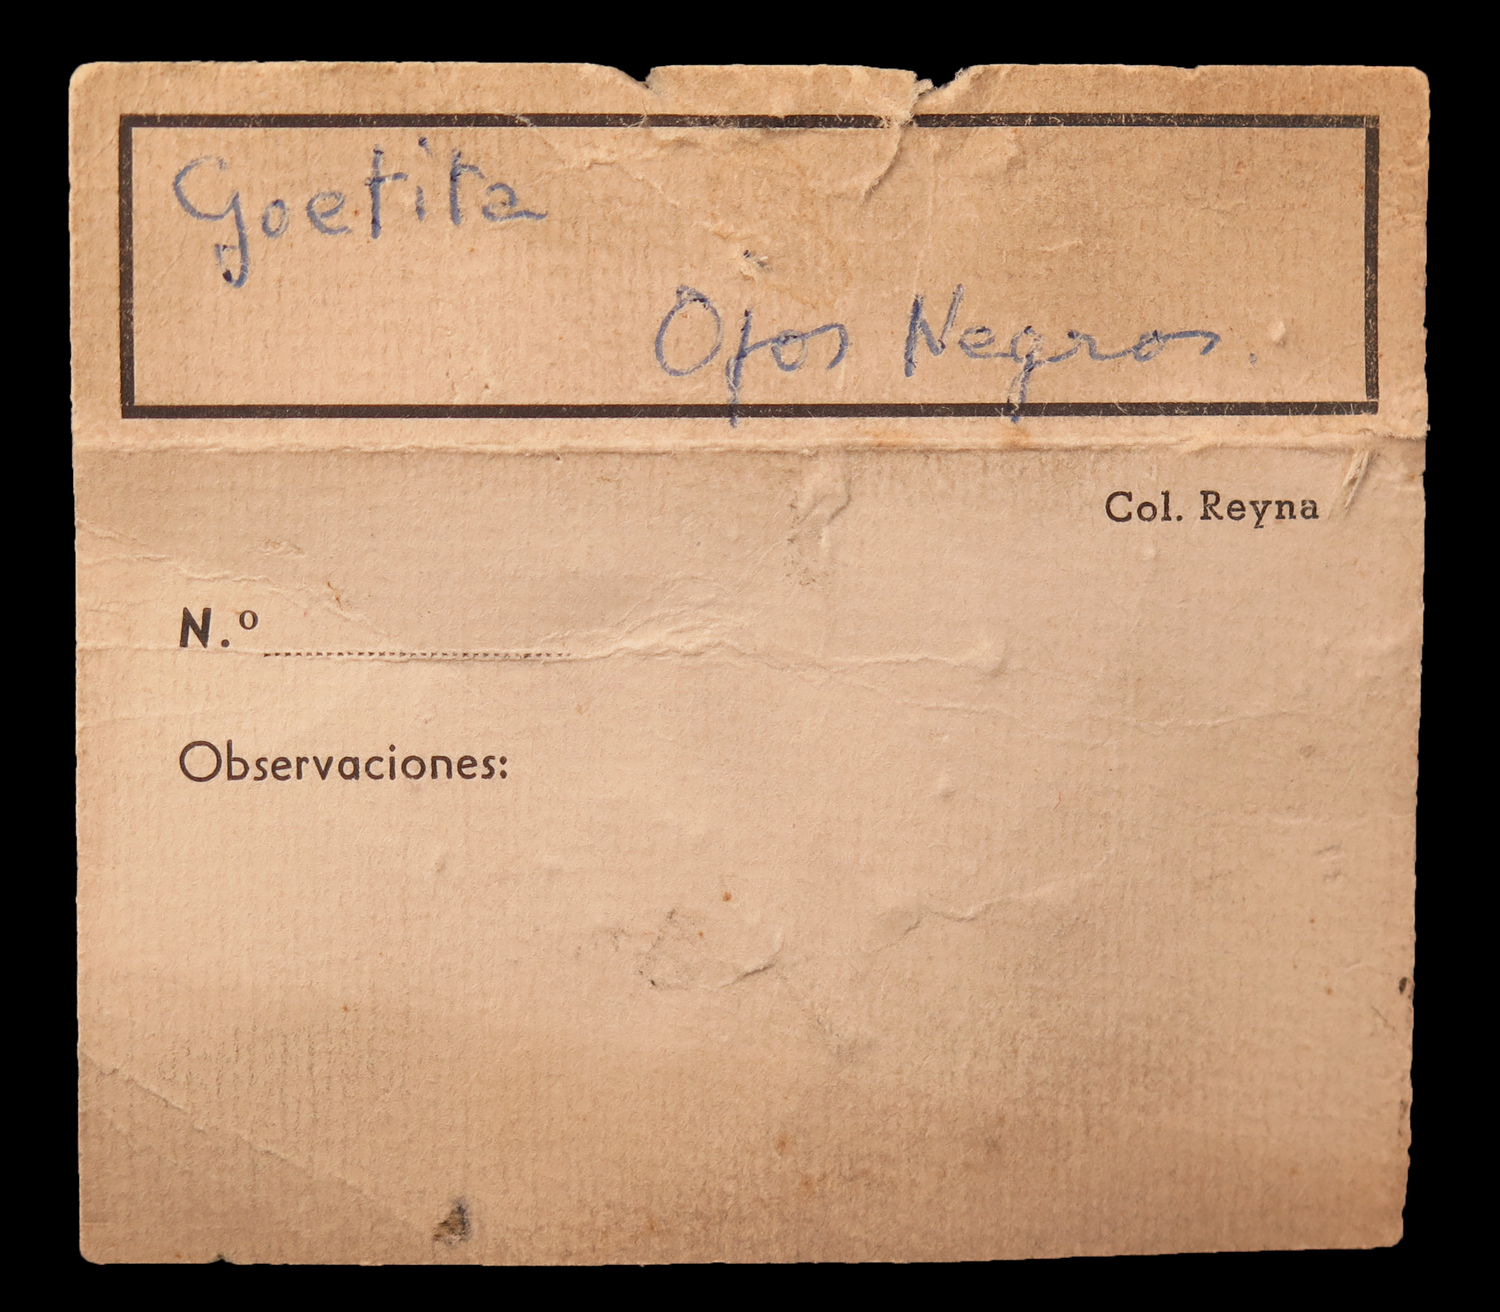 Goetita
Ojos Negros.
Col. Reyna
N.º
Observaciones: